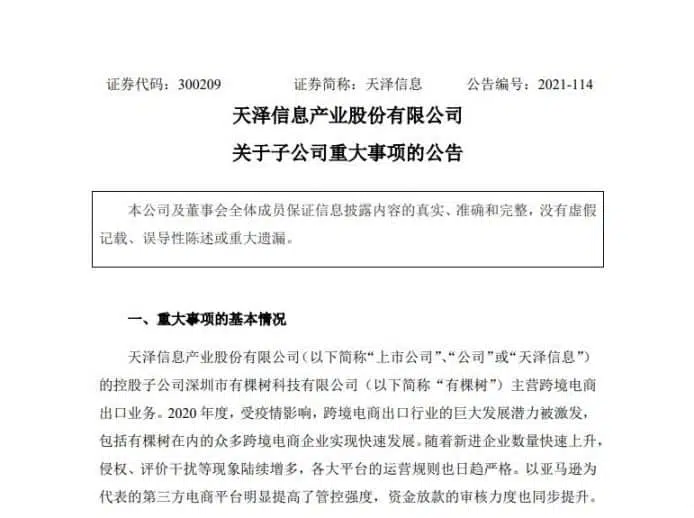 证券代码：300209 证券简称：天泽信息 公告编号：2021-114
天泽信息产业股份有限公司
关于子公司重大事项的公告
本公司及董事会全体成员保证信息披露内容的真实、准确和完整，没有虚假
记载、误导性陈述或重大遗漏。
一、重大事项的基本情况
天泽信息产业股份有限公司（以下简称“上市公司”、“公司”或“天泽信息”）
的控股子公司深圳市有棵树科技有限公司（以下简称“有棵树”）主营跨境电商
出口业务。2020 年度，受疫情影响，跨境电商出口行业的巨大发展潜力被激发，
包括有棵树在内的众多跨境电商企业实现快速发展。随着新进企业数量快速上升，
侵权、评价干扰等现象陆续增多，各大平台的运营规则也日趋严格。以亚马逊为
代表的第三方电商平台明显提高了管控强度，资金放款的审核力度也同步提升。